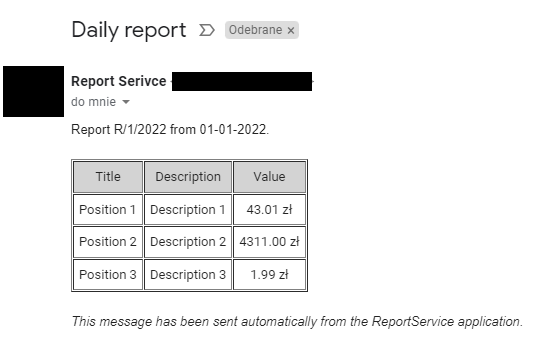 Daily report Odebrane ×
Report Serivce
do mnie
Report R/1/2022 from 01-01-2022.
Title Description Value
Position 1 Description 1 43.01 zł
Position 2 Description 2 4311.00 zł
Position 3 Description 3 1.99 zł
This message has been sent automatically from the ReportService application.